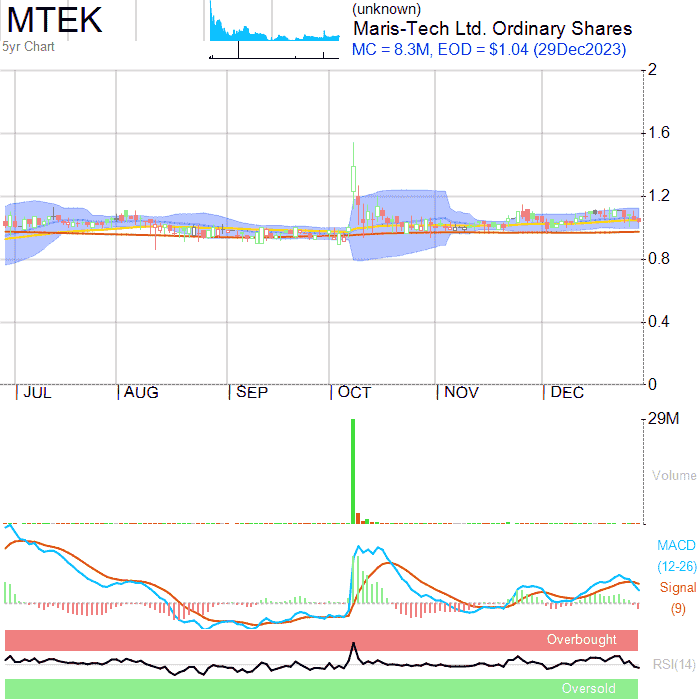 MTEK
5yr Chart
(unknown)
Maris-Tech Ltd. Ordinary Shares
MC = 8.3M, EOD = $1.04 (29Dec2023)
2
1.6
1.2
0.8
0.4
0
JUL AUG SEP OCT NOV DEC
29M
Volume
MACD
(12-26)
Signal
(9)
Overbought
RSI(14)
Oversold